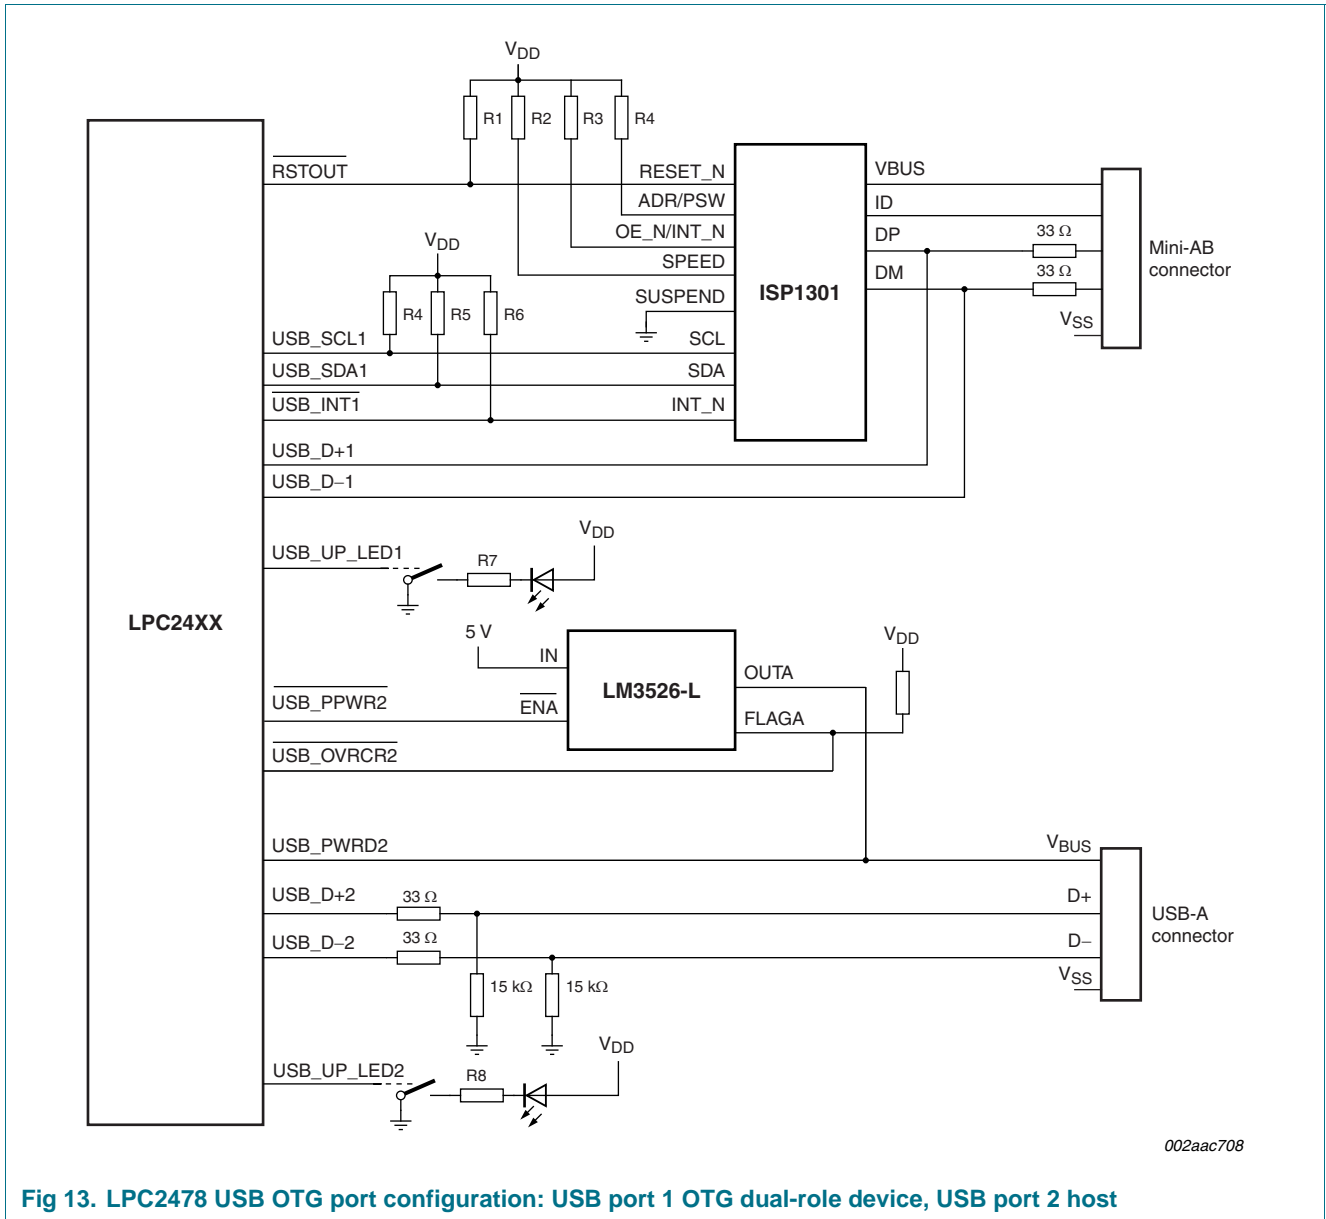 VDD
R1 R2 R3 R4
RSTOUT
RESET_N
ADR/PSW
OE_N/INT_N
SPEED
SUSPEND
SCL
SDA
INT_N
ISP1301
VBUS
ID
DP
DM
33 Ω
33 Ω
VSS
Mini-AB
connector
VDD
R4 R5 R6
USB_SCL1
USB_SDA1
USB_INT1
USB_D+1
USB_D−1
USB_UP_LED1
R7
VDD
LPC24XX
5 V
IN
ENA
LM3526-L
OUTA
FLAGA
VDD
USB_PPWR2
USB_OVRCR2
USB_PWRD2
USB_D+2
33 Ω
USB_D−2
33 Ω
15 kΩ 15 kΩ
VBUS
D+
D−
VSS
USB-A
connector
USB_UP_LED2
R8
VDD
002aac708
Fig 13. LPC2478 USB OTG port configuration: USB port 1 OTG dual-role device, USB port 2 host